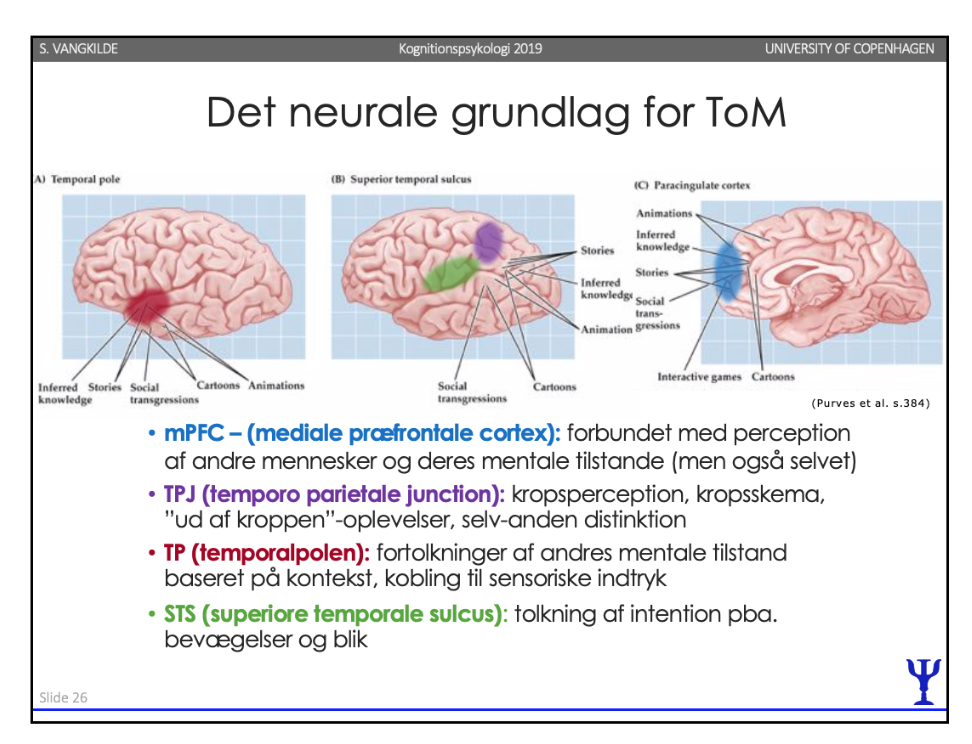 S. VANGKILDE Kognitionspsykologi 2019 UNIVERSITY OF COPENHAGEN
Det neurale grundlag for ToM
A) Temporal pole
Inferred knowledge
Stories
Social transgressions
Cartoons
Animations
(B) Superior temporal sulcus
Stories
Inferred knowledge
Animation
Social transgressions
Cartoons
(C) Paracingulate cortex
Animations
Inferred knowledge
Stories
Social
trans-
gressions
Interactive games
Cartoons
(Purves et al. s.384)
• mPFC – (mediale præfrontale cortex): forbundet med perception
af andre mennesker og deres mentale tilstande (men også selvet)
• TPJ (temporo parietale junction): kropsperception, kropsskema,
”ud af kroppen”-oplevelser, selv-anden distinktion
• TP (temporalpolen): fortolkninger af andres mentale tilstand
baseret på kontekst, kobling til sensoriske indtryk
• STS (superiore temporale sulcus): tolkning af intention pba.
bevægelser og blik
Slide 26
Ψ